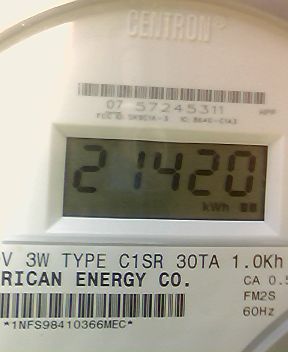 CENTRON®
07 57245311
21420
kWh
V 3W TYPE C1SR 30TA 1.0Kh
RICAN ENERGY CO.
CA 0.5
FM2S
60Hz
*1NFS98410366MEC*